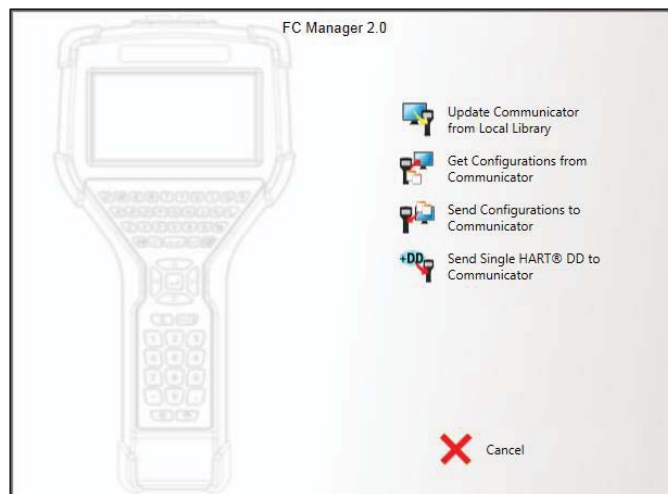 FC Manager 2.0
Update Communicator
from Local Library
Get Configurations from
Communicator
Send Configurations to
Communicator
+DD
Send Single HART® DD to
Communicator
Cancel